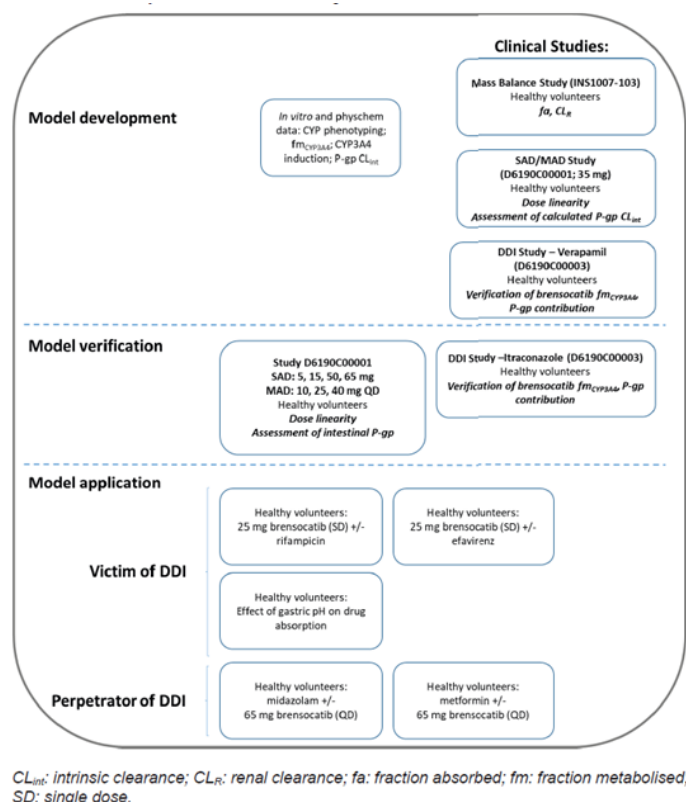 Clinical Studies:
Model development
In vitro and physchem
data: CYP phenotyping;
fmCYP3A4; CYP3A4
induction; P-gp CLint
Mass Balance Study (INS1007-103)
Healthy volunteers
fa, CLR
SAD/MAD Study
(D6190C00001; 35 mg)
Healthy volunteers
Dose linearity
Assessment of calculated P-gp CLint
DDI Study – Verapamil
(D6190C00003)
Healthy volunteers
Verification of brensocatib fmCYP3A4,
P-gp contribution
Model verification
Study D6190C00001
SAD: 5, 15, 50, 65 mg
MAD: 10, 25, 40 mg QD
Healthy volunteers
Dose linearity
Assessment of intestinal P-gp
DDI Study –Itraconazole (D6190C00003)
Healthy volunteers
Verification of brensocatib fmCYP3A4, P-gp
contribution
Model application
Victim of DDI
Healthy volunteers:
25 mg brensocatib (SD) +/-
rifampicin
Healthy volunteers:
25 mg brensocatib (SD) +/-
efavirenz
Healthy volunteers:
Effect of gastric pH on drug
absorption
Perpetrator of DDI
Healthy volunteers:
midazolam +/-
65 mg brensocatib (QD)
Healthy volunteers:
metformin +/-
65 mg brensocatib (QD)
CLint: intrinsic clearance; CLR: renal clearance; fa: fraction absorbed; fm: fraction metabolised;
SD: single dose.